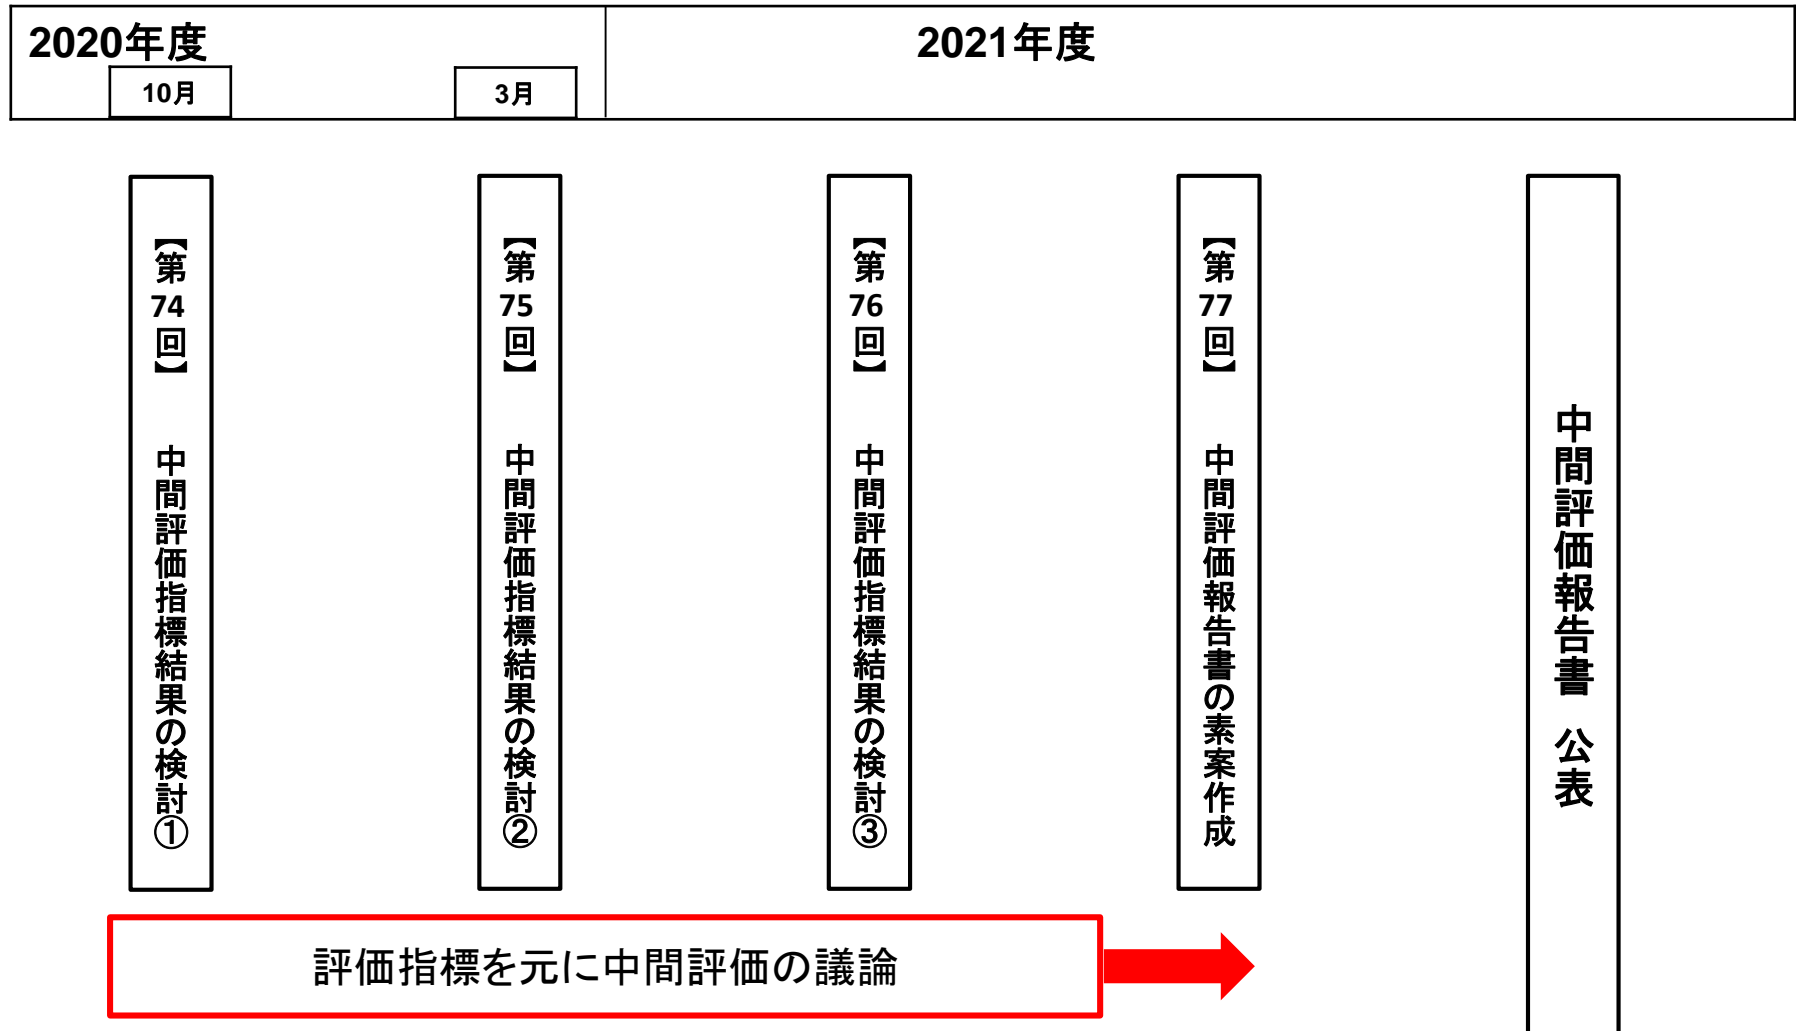 2020年度
2021年度
10月
3月
【第74回】 中間評価指標結果の検討①
【第75回】 中間評価指標結果の検討②
【第76回】 中間評価指標結果の検討③
【第77回】 中間評価報告書の素案作成
中間評価報告書 公表
評価指標を元に中間評価の議論